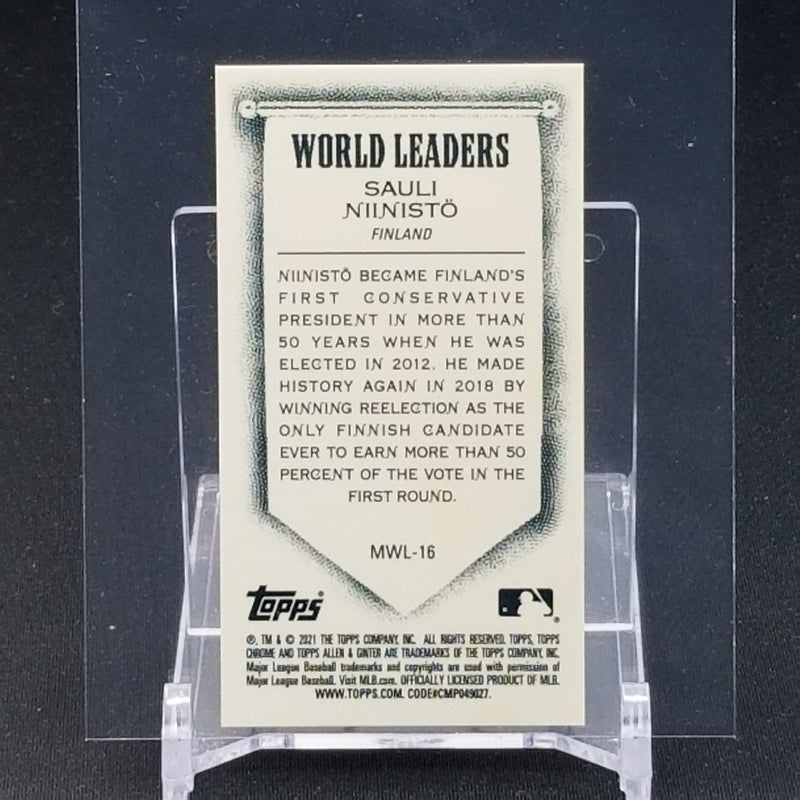 WORLD LEADERS
SAULI
NIINISTÖ
FINLAND
NIINISTÖ BECAME FINLAND'S
FIRST CONSERVATIVE
PRESIDENT IN MORE THAN
50 YEARS WHEN HE WAS
ELECTED IN 2012. HE MADE
HISTORY AGAIN IN 2018 BY
WINNING REELECTION AS THE
ONLY FINNISH CANDIDATE
EVER TO EARN MORE THAN 50
PERCENT OF THE VOTE IN THE
FIRST ROUND.
MWL-16
TOPPS®
®, TM & © 2021 THE TOPPS COMPANY, INC. ALL RIGHTS RESERVED. TOPPS, TOPPS
CHROME AND TOPPS ALLEN & GINTER ARE TRADEMARKS OF THE TOPPS COMPANY, INC.
Major League Baseball trademarks and copyrights are used with permission of
Major League Baseball. Visit MLB.com. OFFICIALLY LICENSED PRODUCT OF MLB.
WWW.TOPPS.COM. CODE#CMP049027.